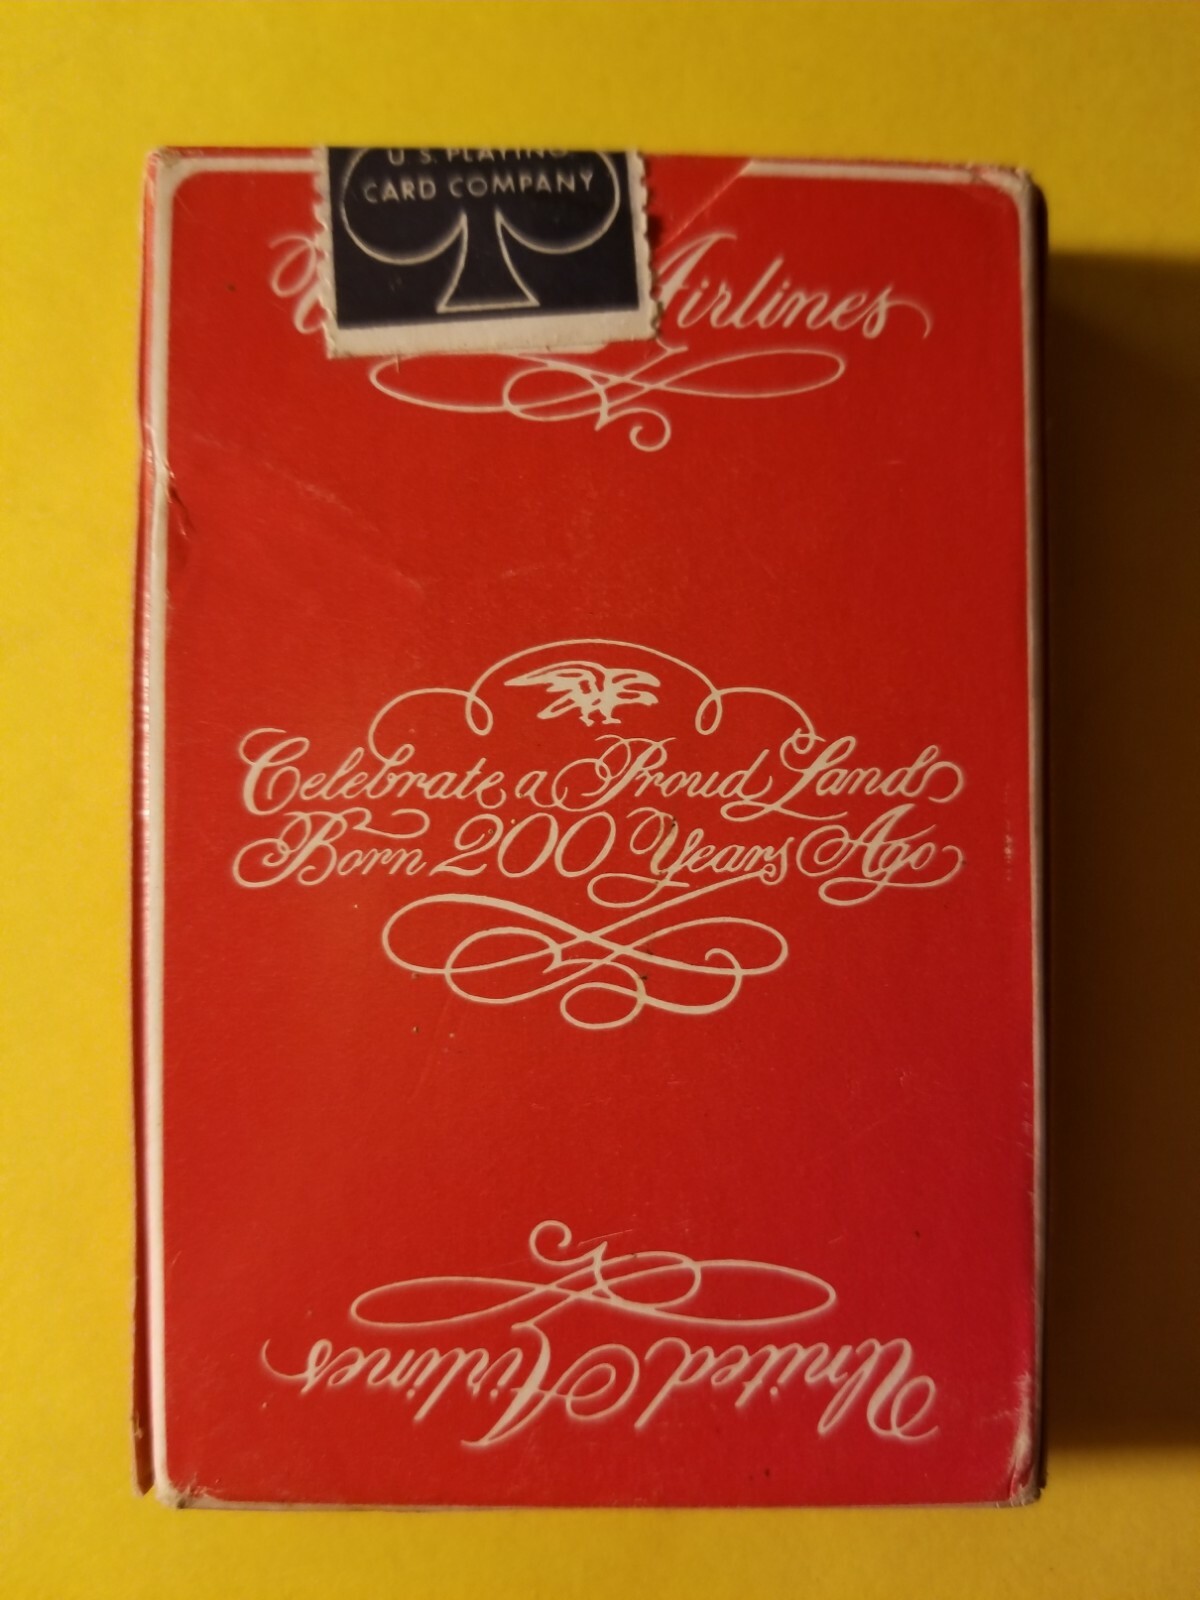 U.S. PLAYING
CARD COMPANY
Airlines
Celebrate a Proud Land
Born 200 Years Ago
United Airlines